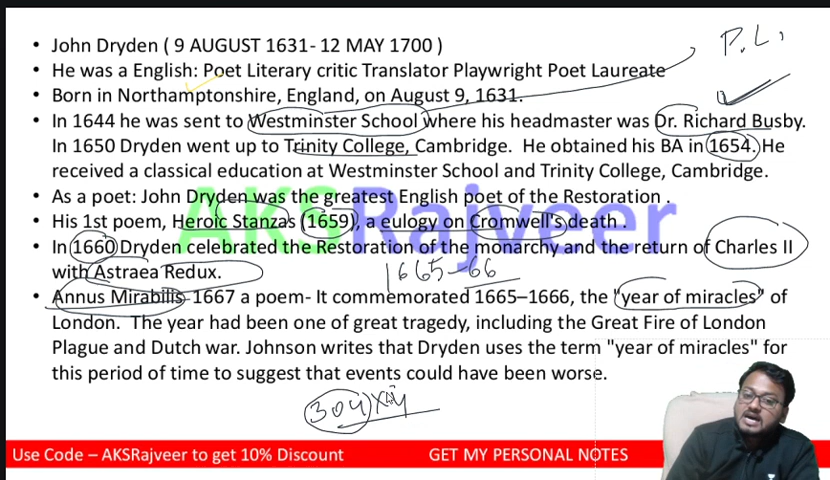 • John Dryden ( 9 AUGUST 1631- 12 MAY 1700 )
P.L.
• He was a English: Poet Literary critic Translator Playwright Poet Laureate
• Born in Northamptonshire, England, on August 9, 1631.
• In 1644 he was sent to Westminster School where his headmaster was Dr. Richard Busby.
In 1650 Dryden went up to Trinity College, Cambridge. He obtained his BA in 1654. He
received a classical education at Westminster School and Trinity College, Cambridge.
• As a poet: John Dryden was the greatest English poet of the Restoration .
AKSRajveer
• His 1st poem, Heroic Stanzas (1659), a eulogy on Cromwell's death .
• In 1660 Dryden celebrated the Restoration of the monarchy and the return of Charles II
with Astraea Redux.
1665-66
• Annus Mirabilis 1667 a poem- It commemorated 1665–1666, the "year of miracles" of
London. The year had been one of great tragedy, including the Great Fire of London
Plague and Dutch war. Johnson writes that Dryden uses the term "year of miracles" for
this period of time to suggest that events could have been worse.
304
Use Code – AKSRajveer to get 10% Discount
GET MY PERSONAL NOTES